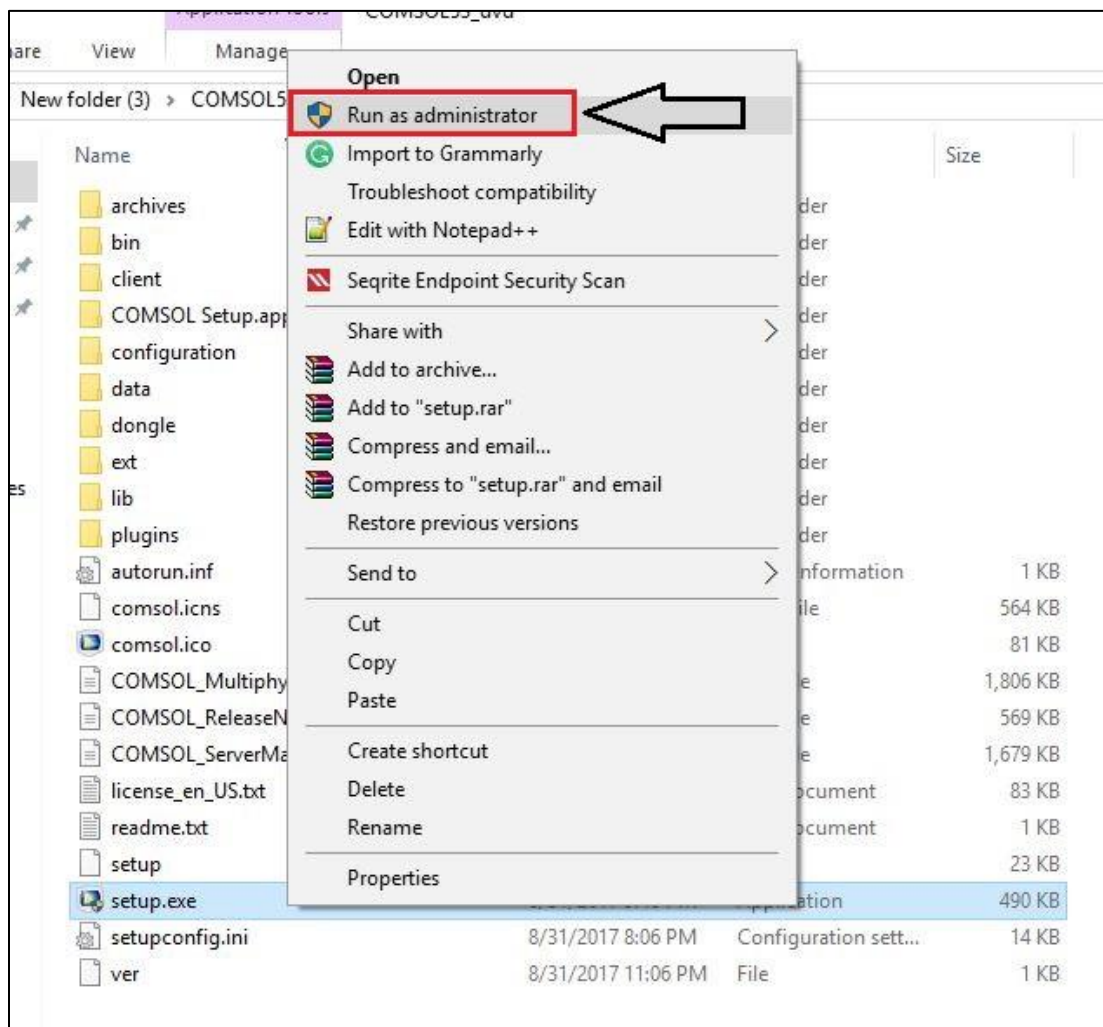 COMSOL53_dvd
View Manage
New folder (3) > COMSOL5
Open
Run as administrator
Import to Grammarly
Troubleshoot compatibility
Edit with Notepad++
Seqrite Endpoint Security Scan
Share with
Add to archive...
Add to "setup.rar"
Compress and email...
Compress to "setup.rar" and email
Restore previous versions
Send to
Cut
Copy
Paste
Create shortcut
Delete
Rename
Properties
Name Size
archives der
bin der
client der
COMSOL Setup.app der
configuration der
data der
dongle der
ext der
lib der
plugins der
autorun.inf nformation 1 KB
comsol.icns ile 564 KB
comsol.ico 81 KB
COMSOL_Multiphy e 1,806 KB
COMSOL_ReleaseN e 569 KB
COMSOL_ServerMa e 1,679 KB
license_en_US.txt ocument 83 KB
readme.txt ocument 1 KB
setup 23 KB
setup.exe Application 490 KB
setupconfig.ini 8/31/2017 8:06 PM Configuration sett... 14 KB
ver 8/31/2017 11:06 PM File 1 KB